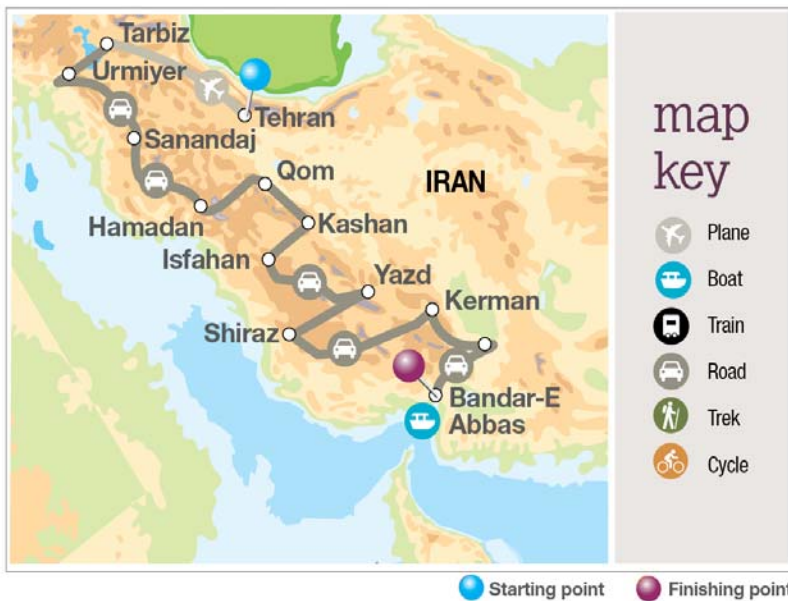 Tarbiz
Urmiyer
Tehran
Sanandaj
Qom
IRAN
Hamadan
Kashan
Isfahan
Yazd
Kerman
Shiraz
Bandar-E
Abbas
map
key
Plane
Boat
Train
Road
Trek
Cycle
Starting point
Finishing point